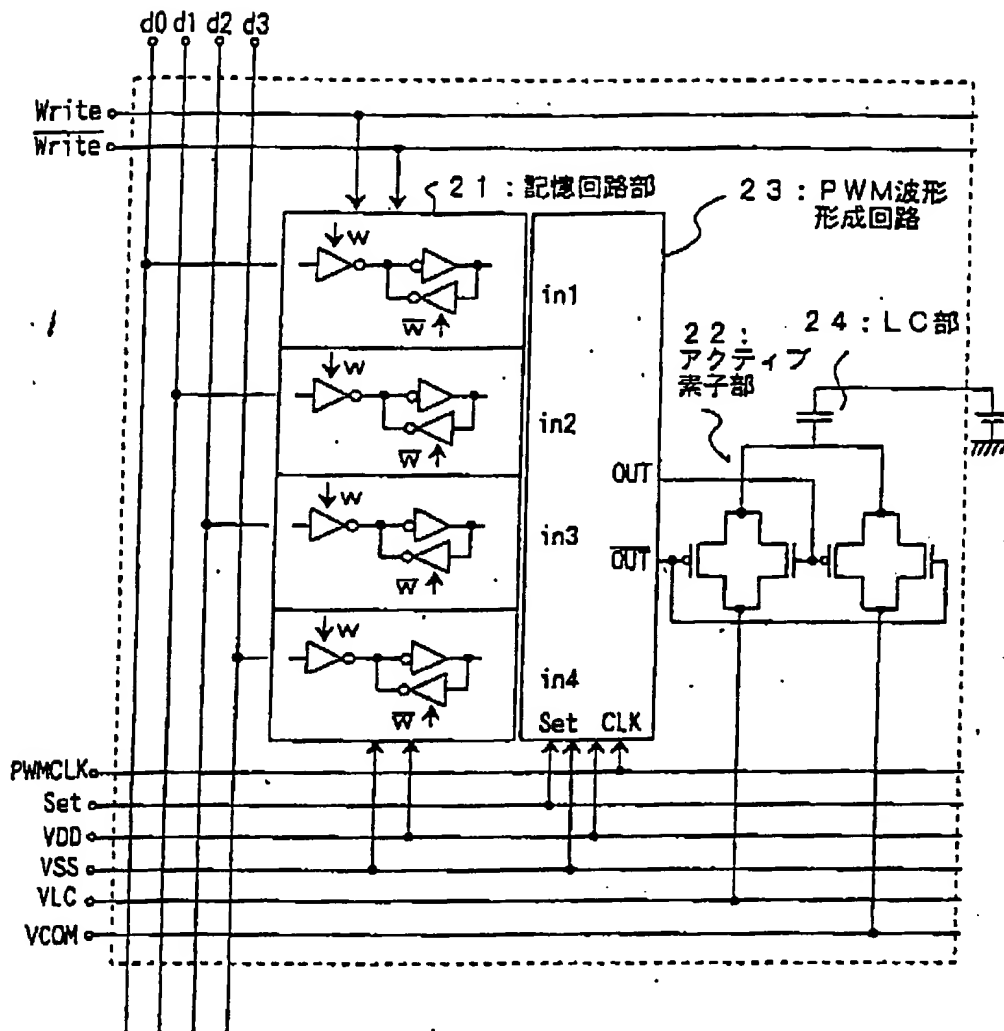 d0 d1 d2 d3
Write
W̅r̅i̅t̅e̅
21：記憶回路部
23：PWM波形
形成回路
W
W̅
in1
22：
アクティブ
素子部
24：LC部
W
W̅
in2
OUT
W
W̅
in3
O̅U̅T̅
W
W̅
in4
Set CLK
PWMCLK
Set
VDD
VSS
VLC
VCOM